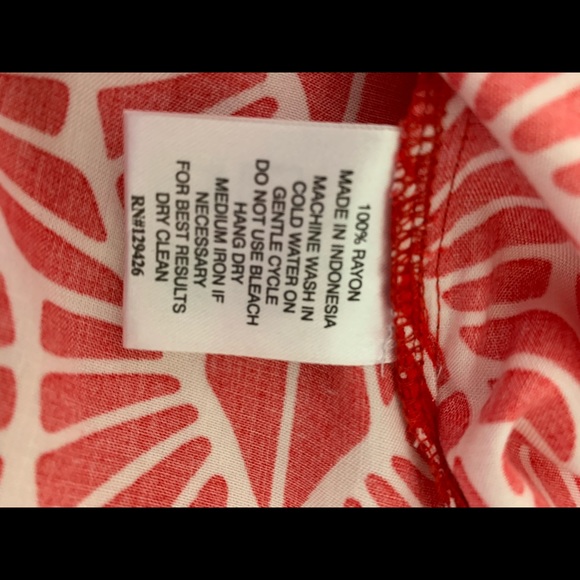 100% RAYON
MADE IN INDONESIA
MACHINE WASH IN
COLD WATER ON
GENTLE CYCLE
DO NOT USE BLEACH
HANG DRY
MEDIUM IRON IF
NECESSARY
FOR BEST RESULTS
DRY CLEAN
RN#129426